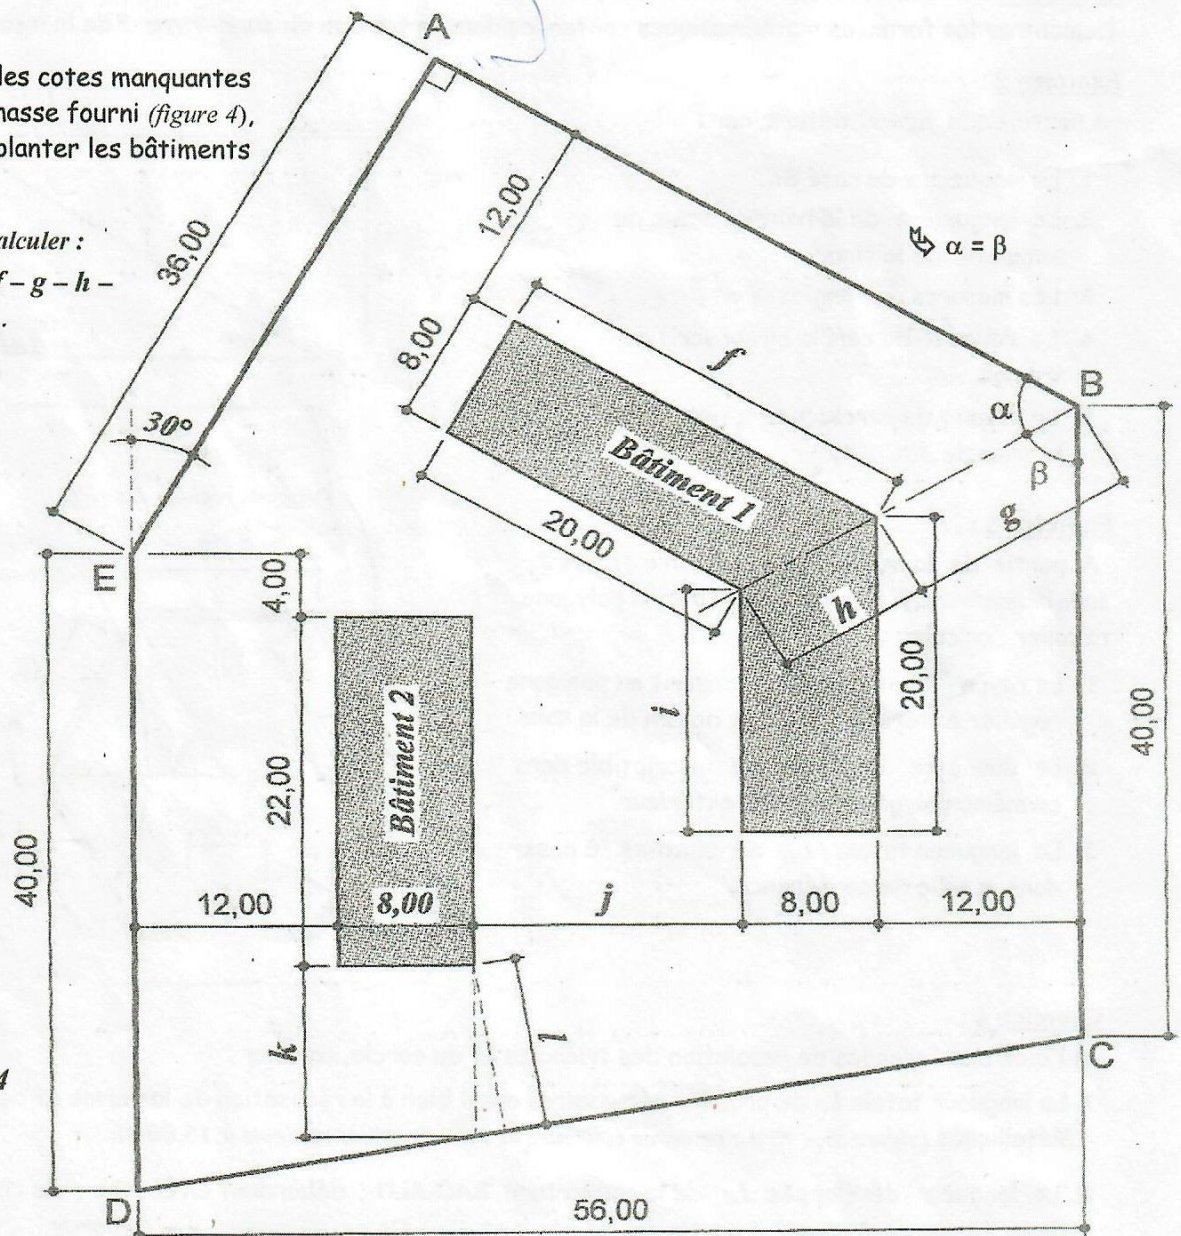 A
des cotes manquantes
masse fourni (figure 4),
planter les bâtiments
alculer :
f – g – h –
36,00
12,00
α = β
8,00
f
B
α
β
g
30°
Bâtiment 1
20,00
h
E
4,00
i
20,00
40,00
Bâtiment 2
22,00
40,00
12,00
8,00
j
8,00
12,00
k
l
C
4
D
56,00